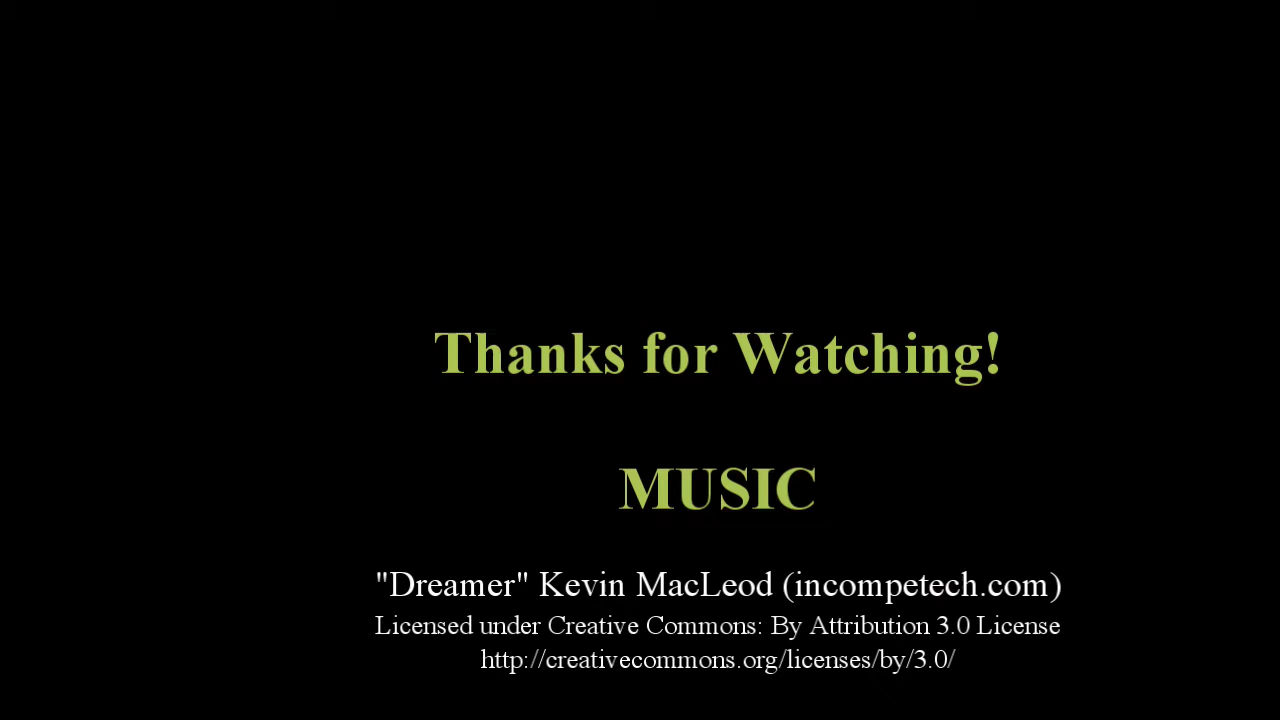 Thanks for Watching!
MUSIC
"Dreamer" Kevin MacLeod (incompetech.com)
Licensed under Creative Commons: By Attribution 3.0 License
http://creativecommons.org/licenses/by/3.0/